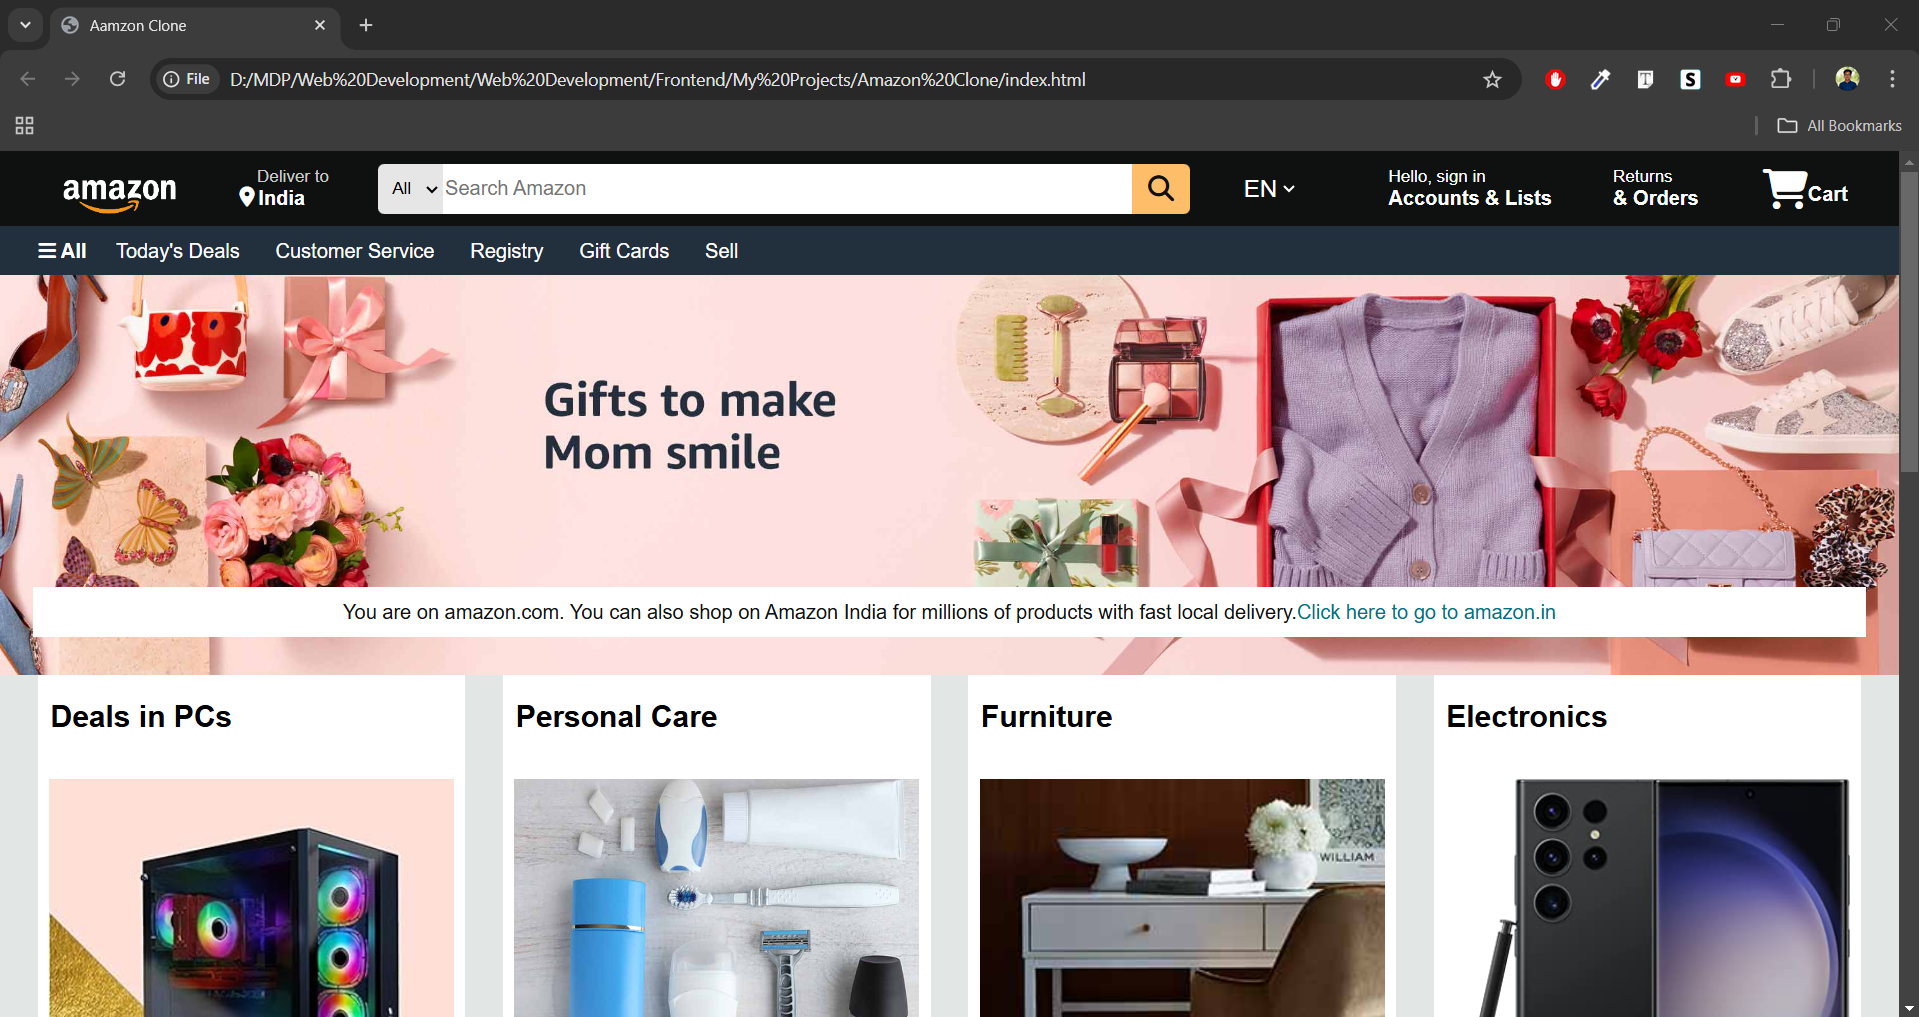 Aamzon Clone
File D:/MDP/Web%20Development/Web%20Development/Frontend/My%20Projects/Amazon%20Clone/index.html
All Bookmarks
amazon
Deliver to
India
All
Search Amazon
EN
Hello, sign in
Accounts & Lists
Returns
& Orders
Cart
All Today's Deals Customer Service Registry Gift Cards Sell
Gifts to make
Mom smile
You are on amazon.com. You can also shop on Amazon India for millions of products with fast local delivery.Click here to go to amazon.in
Deals in PCs
Personal Care
Furniture
Electronics
WILLIAM